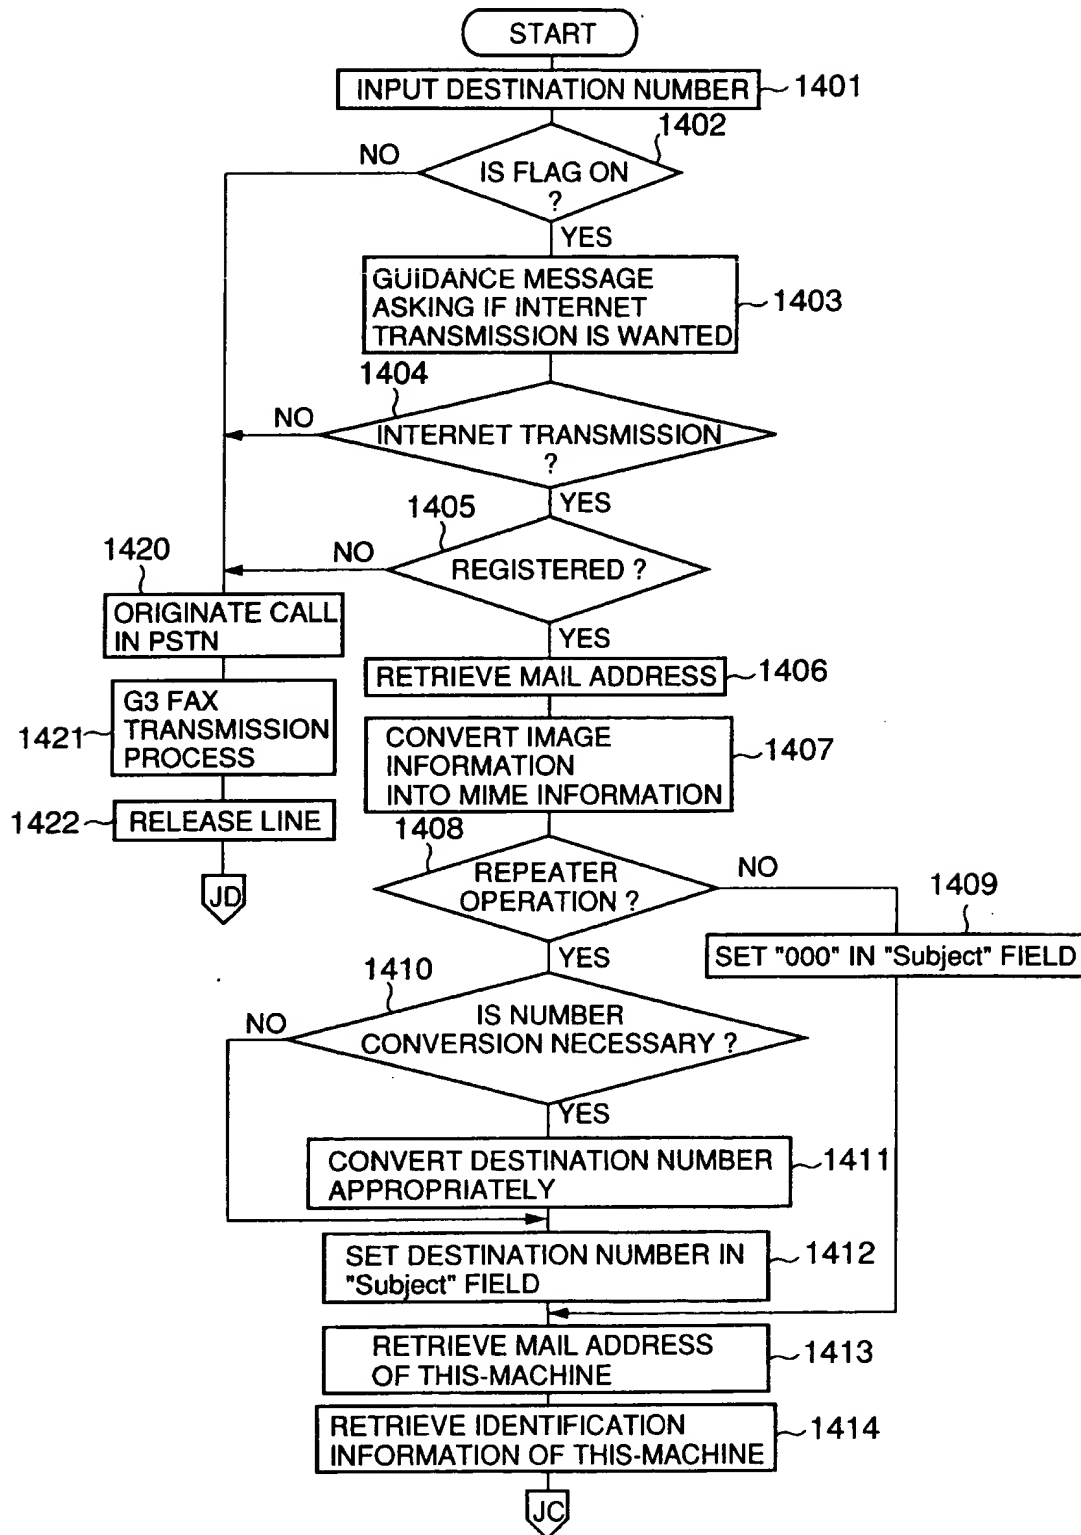 START
INPUT DESTINATION NUMBER
1401
1402
NO
IS FLAG ON
?
YES
GUIDANCE MESSAGE
ASKING IF INTERNET
TRANSMISSION IS WANTED
1403
1404
NO
INTERNET TRANSMISSION
?
YES
1405
NO
REGISTERED ?
YES
1420
ORIGINATE CALL
IN PSTN
1421
G3 FAX
TRANSMISSION
PROCESS
1422
RELEASE LINE
JD
RETRIEVE MAIL ADDRESS
1406
CONVERT IMAGE
INFORMATION
INTO MIME INFORMATION
1407
1408
REPEATER
OPERATION ?
NO
YES
1409
SET "000" IN "Subject" FIELD
1410
NO
IS NUMBER
CONVERSION NECESSARY ?
YES
CONVERT DESTINATION NUMBER
APPROPRIATELY
1411
SET DESTINATION NUMBER IN
"Subject" FIELD
1412
RETRIEVE MAIL ADDRESS
OF THIS-MACHINE
1413
RETRIEVE IDENTIFICATION
INFORMATION OF THIS-MACHINE
1414
JC